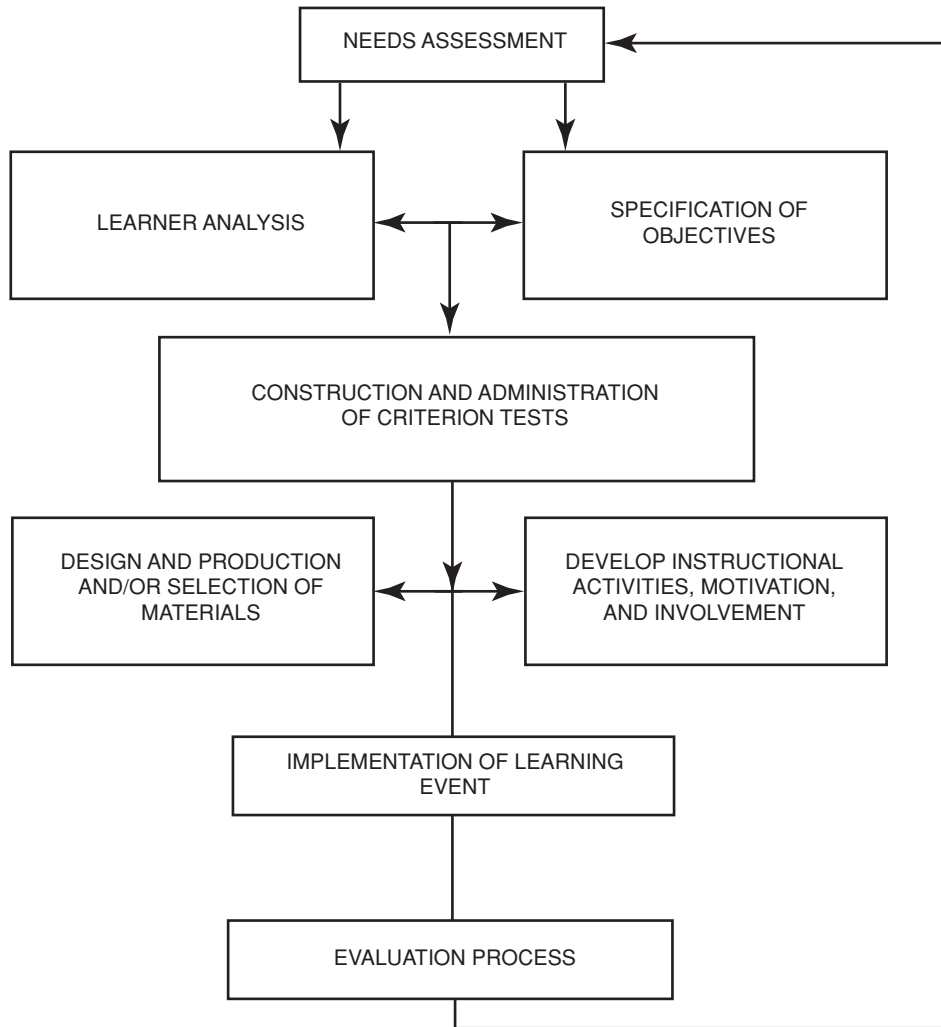 NEEDS ASSESSMENT
LEARNER ANALYSIS
SPECIFICATION OF
OBJECTIVES
CONSTRUCTION AND ADMINISTRATION
OF CRITERION TESTS
DESIGN AND PRODUCTION
AND/OR SELECTION OF
MATERIALS
DEVELOP INSTRUCTIONAL
ACTIVITIES, MOTIVATION,
AND INVOLVEMENT
IMPLEMENTATION OF LEARNING
EVENT
EVALUATION PROCESS